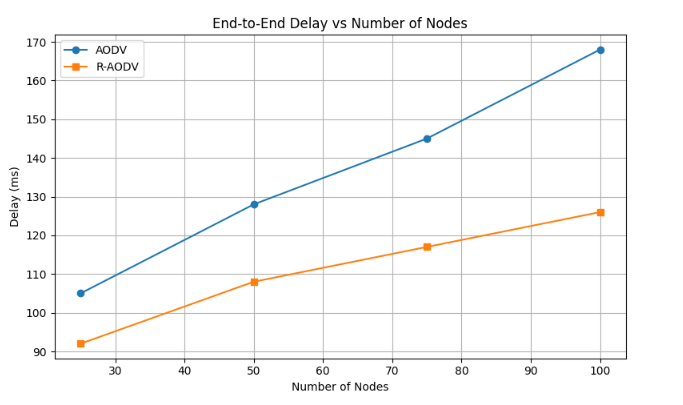 End-to-End Delay vs Number of Nodes
AODV
R-AODV
Delay (ms)
170
160
150
140
130
120
110
100
90
30 40 50 60 70 80 90 100
Number of Nodes